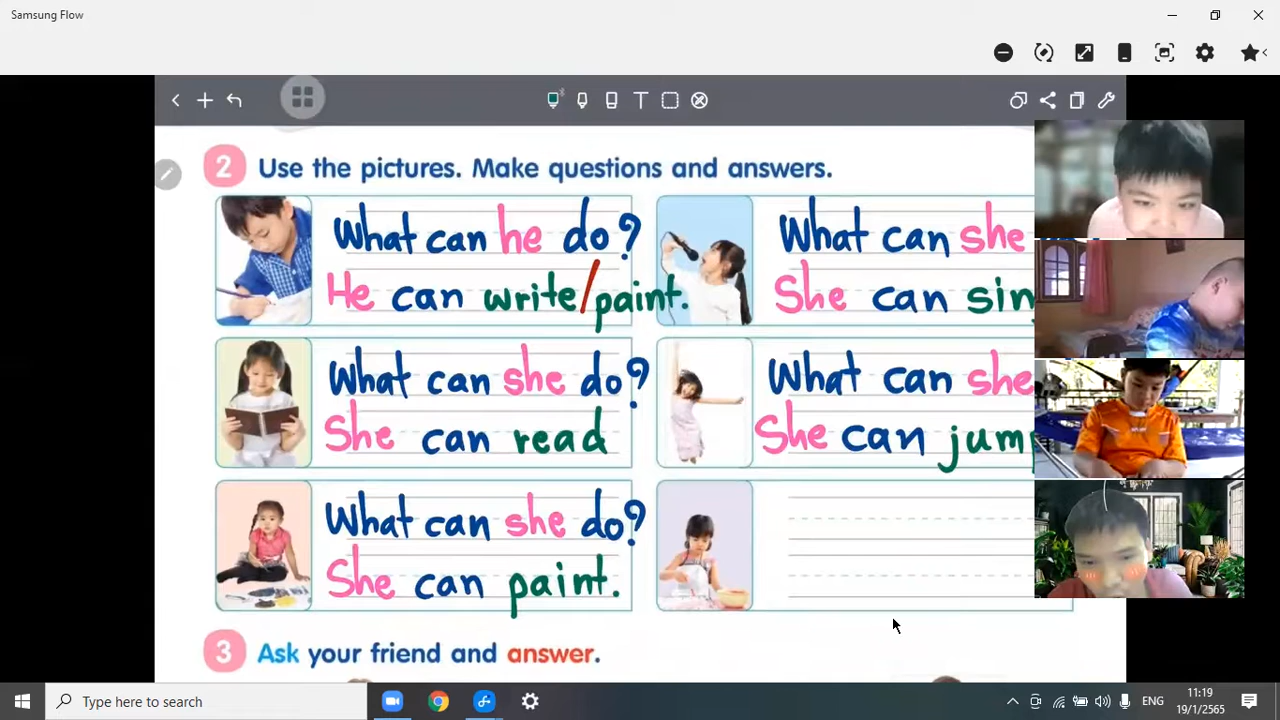 Samsung Flow
2 Use the pictures. Make questions and answers.
What can he do?
He can write/paint.
What can she
She can sin
What can she do?
She can read
What can she
She can jump
What can she do?
She can paint.
3 Ask your friend and answer.
Type here to search
ENG
11:19
19/1/2565